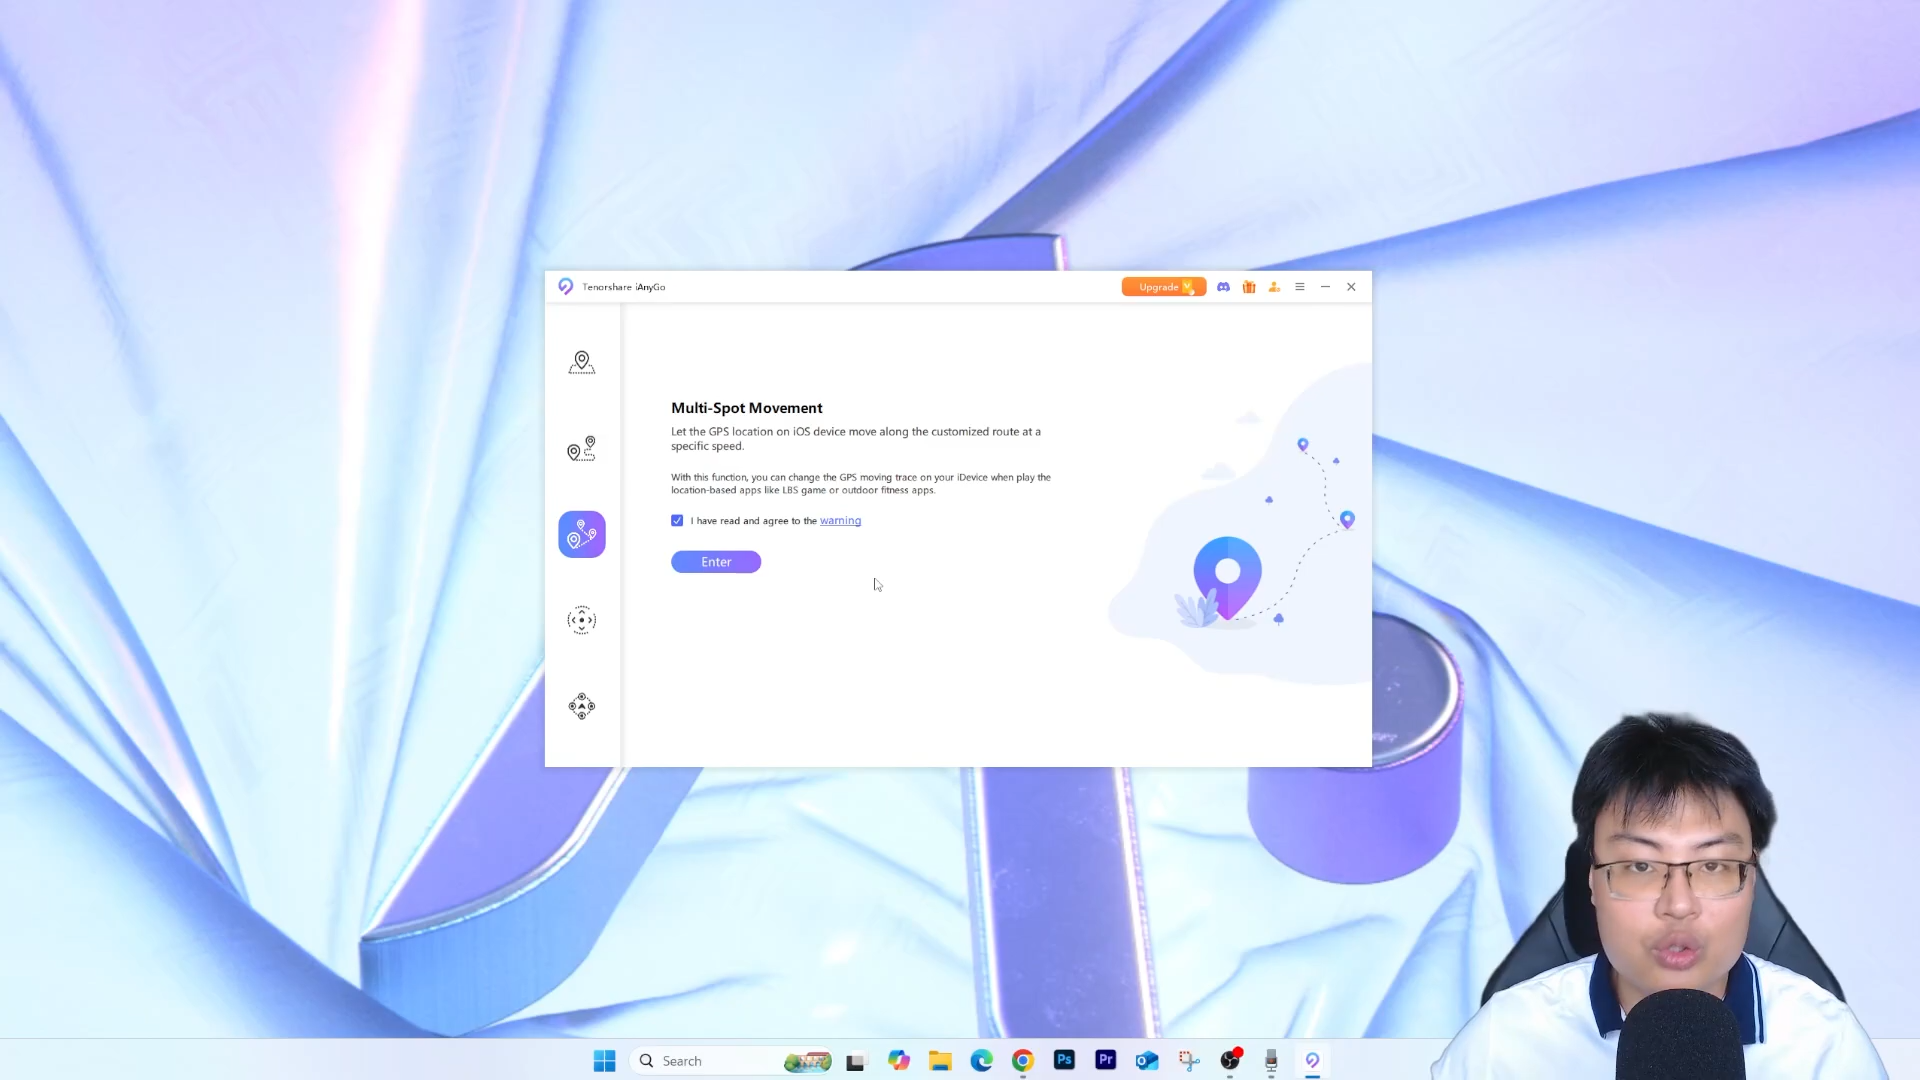 Tenorshare iAnyGo
Upgrade
Multi-Spot Movement
Let the GPS location on iOS device move along the customized route at a
specific speed.
With this function, you can change the GPS moving trace on your iDevice when play the
location-based apps like LBS game or outdoor fitness apps.
I have read and agree to the warning
Enter
Search
Ps
Pr